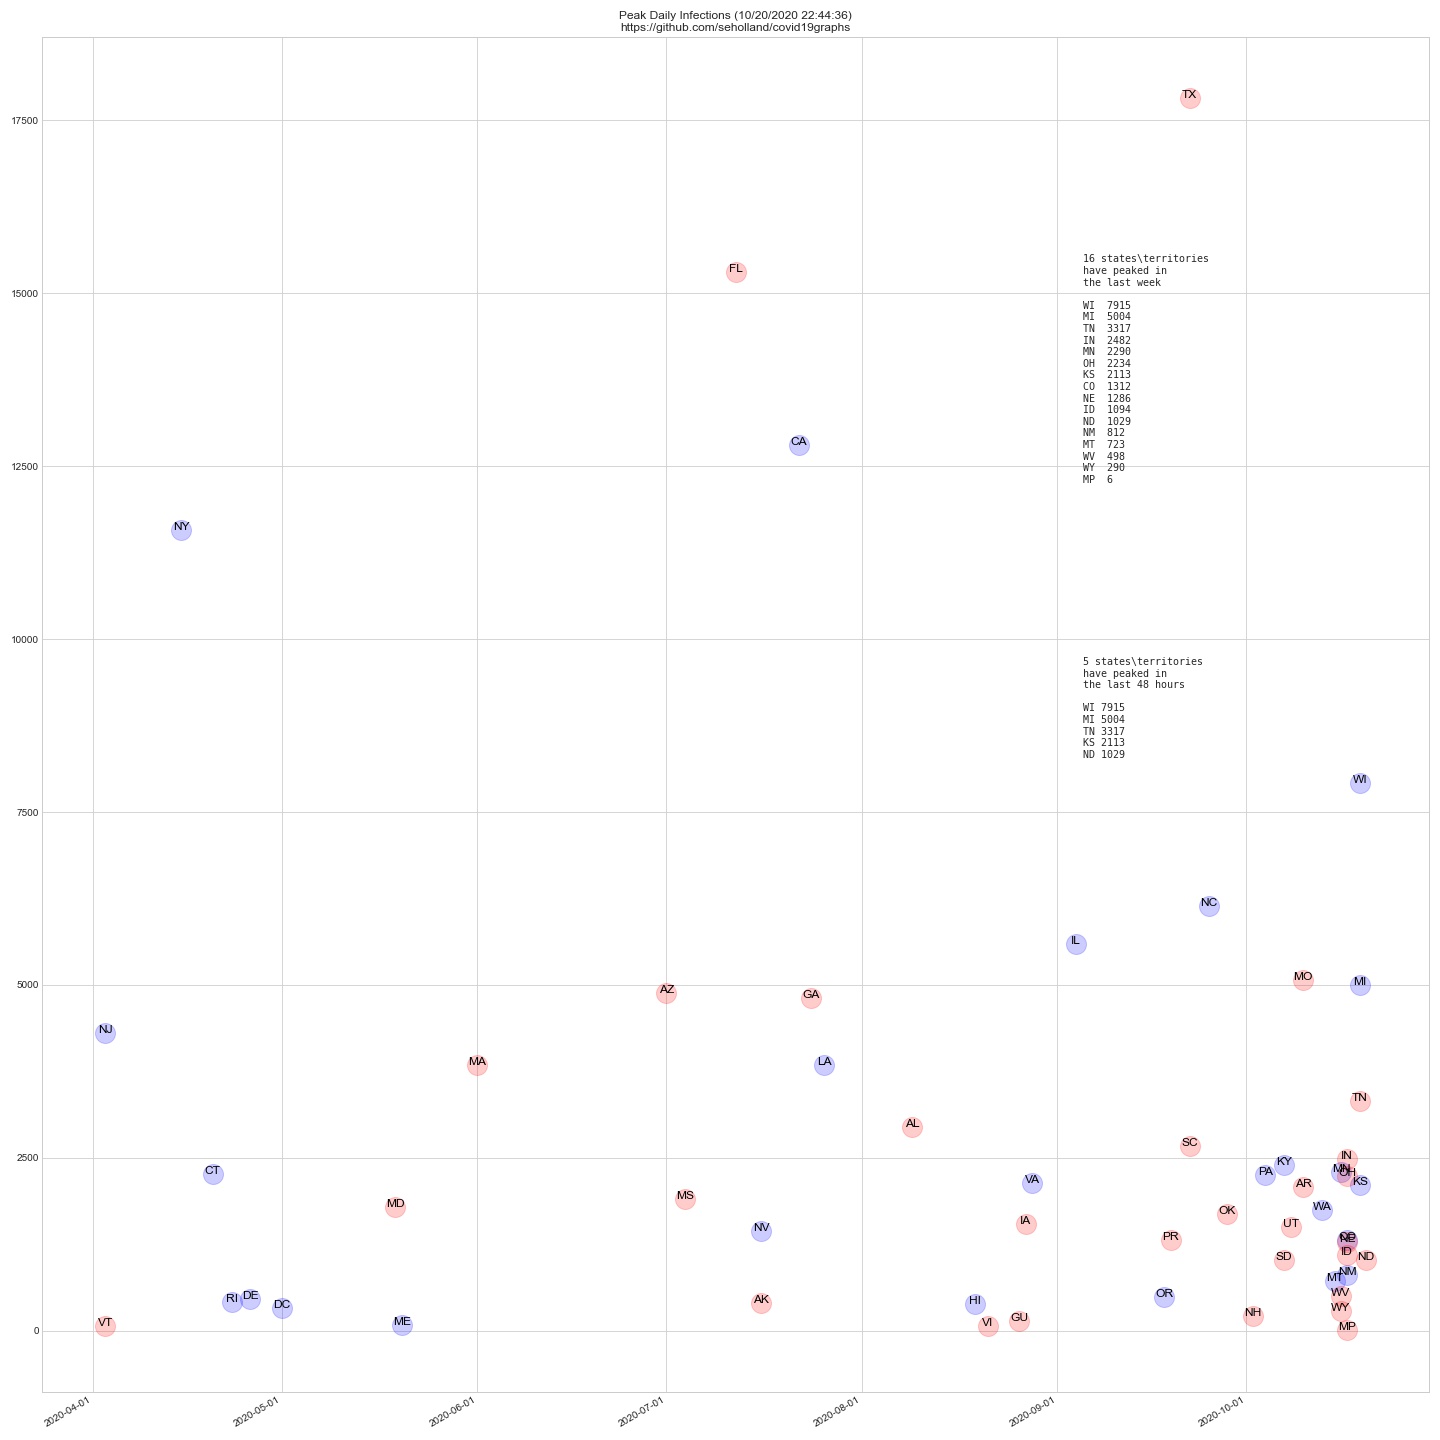 Peak Daily Infections (10/20/2020 22:44:36)
https://github.com/seholland/covid19graphs
TX
17500
16 states\territories
have peaked in
the last week
FL
15000
WI 7915
MI 5004
TN 3317
IN 2482
MN 2290
OH 2234
KS 2113
CO 1312
NE 1286
ID 1094
ND 1029
NM 812
MT 723
WV 498
WY 290
MP 6
CA
12500
NY
10000
5 states\territories
have peaked in
the last 48 hours
WI 7915
MI 5004
TN 3317
KS 2113
ND 1029
WI
7500
NC
IL
5000
MO
MI
AZ
GA
NJ
MA
LA
TN
AL
SC
2500
IN
KY
MN
OH
PA
CT
KS
AR
VA
MD
MS
WA
OK
IA
UT
NV
PR
CO
NE
ID
SD
ND
NM
MT
OR
WV
DE
RI
AK
HI
DC
WY
NH
GU
0
VT
ME
VI
MP
2020-04-01
2020-05-01
2020-06-01
2020-07-01
2020-08-01
2020-09-01
2020-10-01